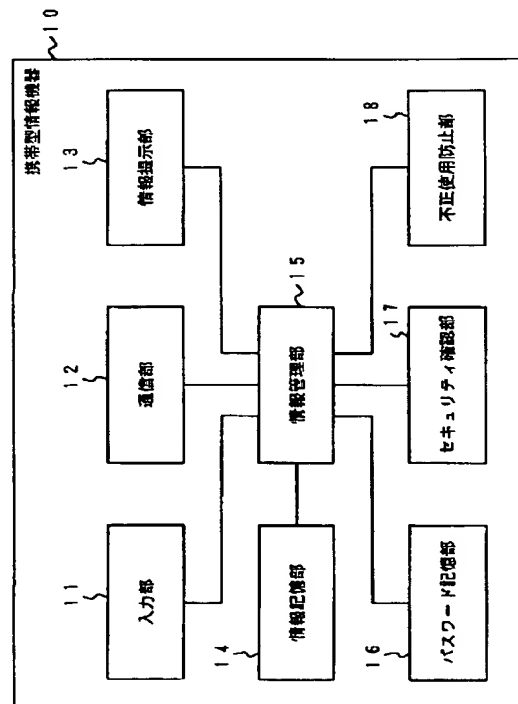 携帯型情報機器
10
11
入力部
12
通信部
13
情報提示部
14
情報記憶部
15
情報管理部
16
パスワード記憶部
17
セキュリティ確認部
18
不正使用防止部